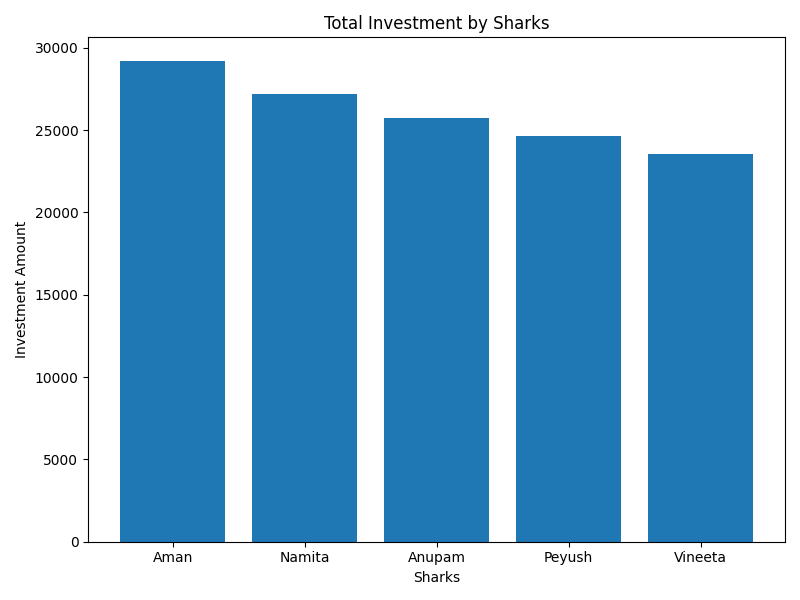 Total Investment by Sharks
30000
25000
20000
15000
10000
5000
0
Investment Amount
Aman Namita Anupam Peyush Vineeta
Sharks